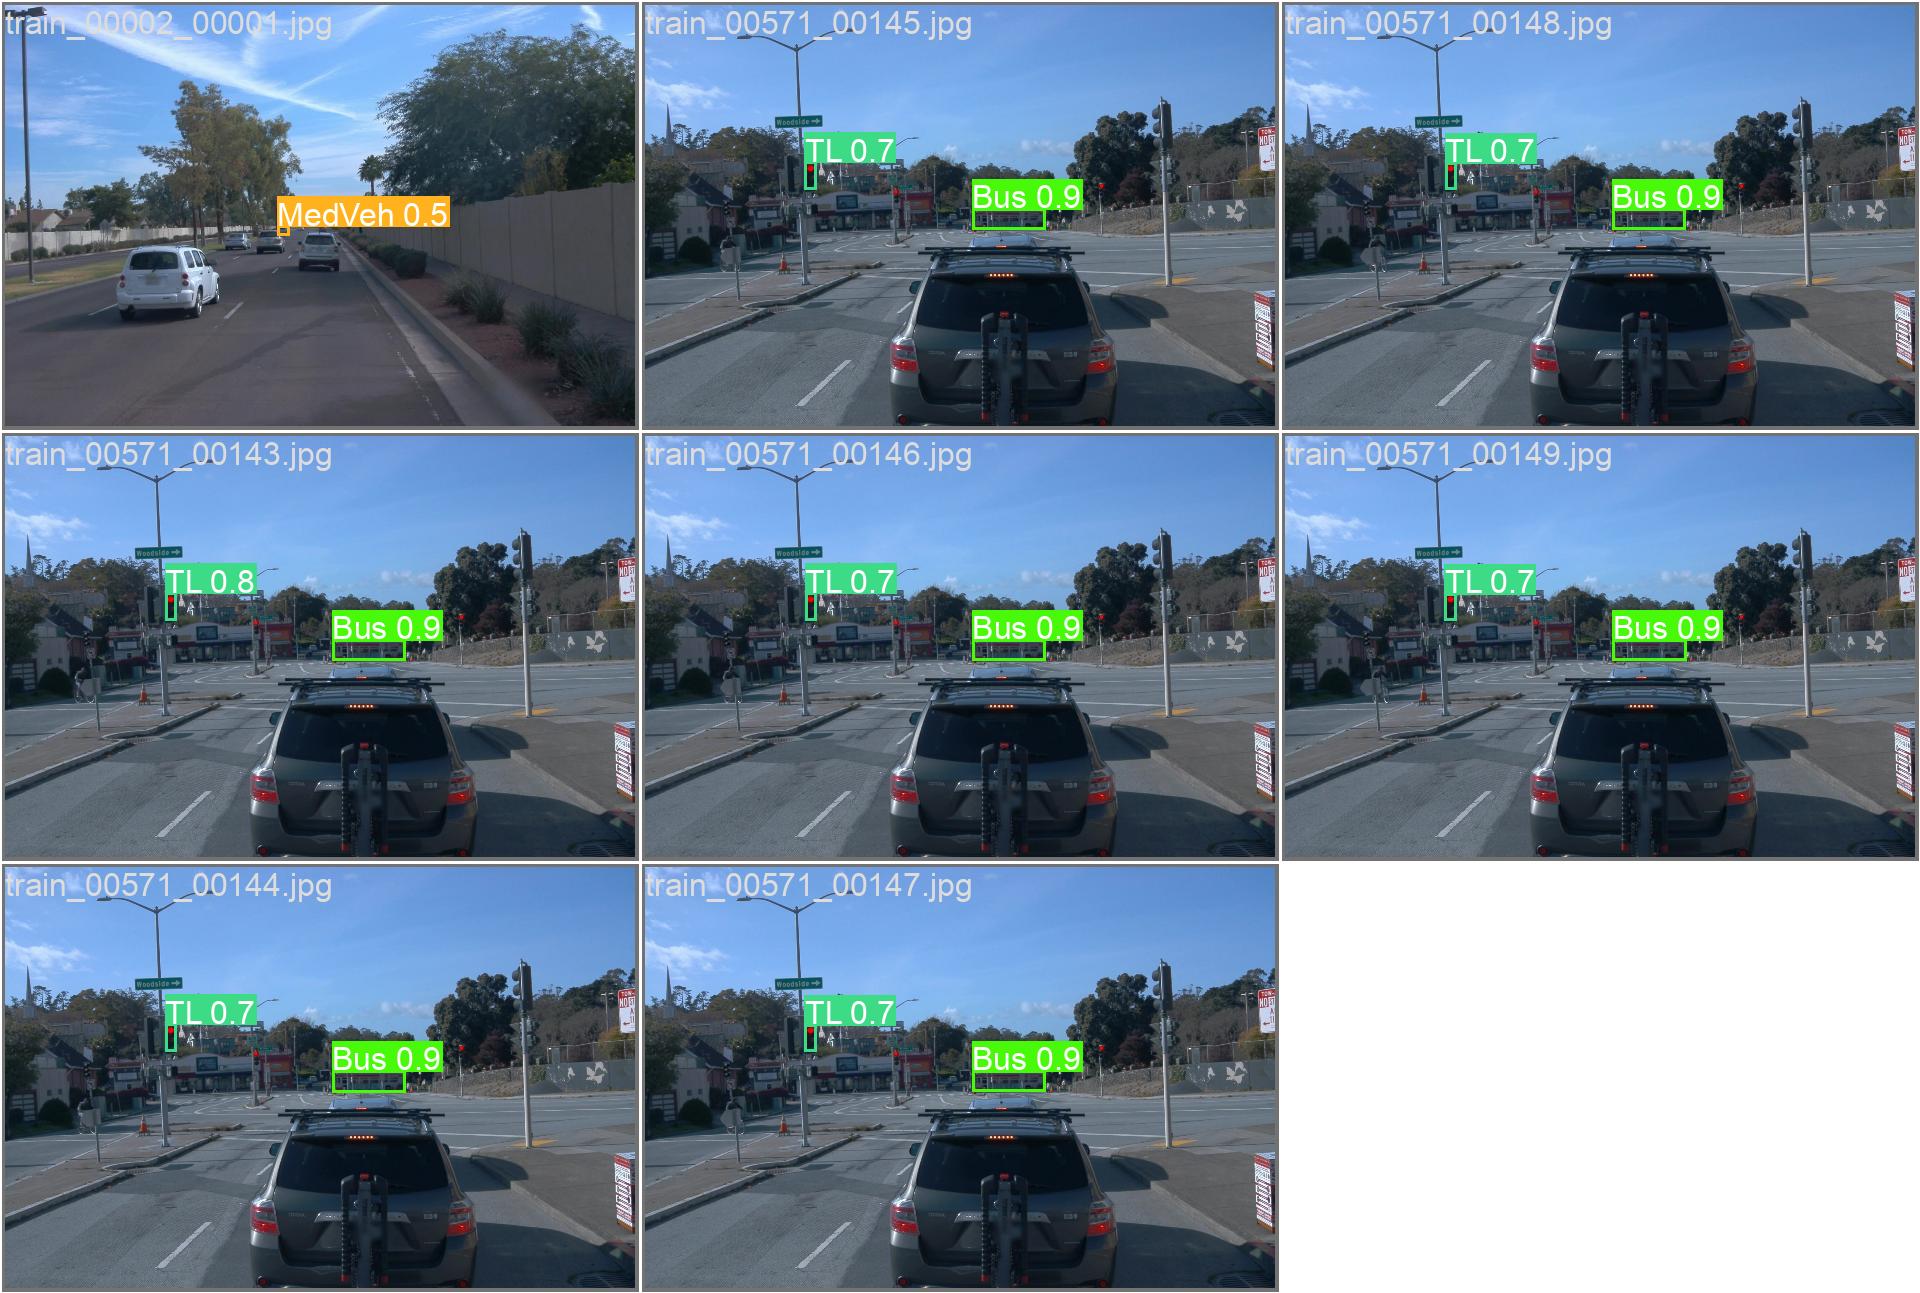 train_00002_00001.jpg
MedVeh 0.5
train_00571_00145.jpg
Woodside →
TL 0.7
Bus 0.9
train_00571_00148.jpg
Woodside →
TL 0.7
Bus 0.9
train_00571_00143.jpg
Woodside →
TL 0.8
Bus 0.9
train_00571_00146.jpg
Woodside →
TL 0.7
Bus 0.9
train_00571_00149.jpg
Woodside →
TL 0.7
Bus 0.9
train_00571_00144.jpg
Woodside →
TL 0.7
Bus 0.9
train_00571_00147.jpg
Woodside →
TL 0.7
Bus 0.9